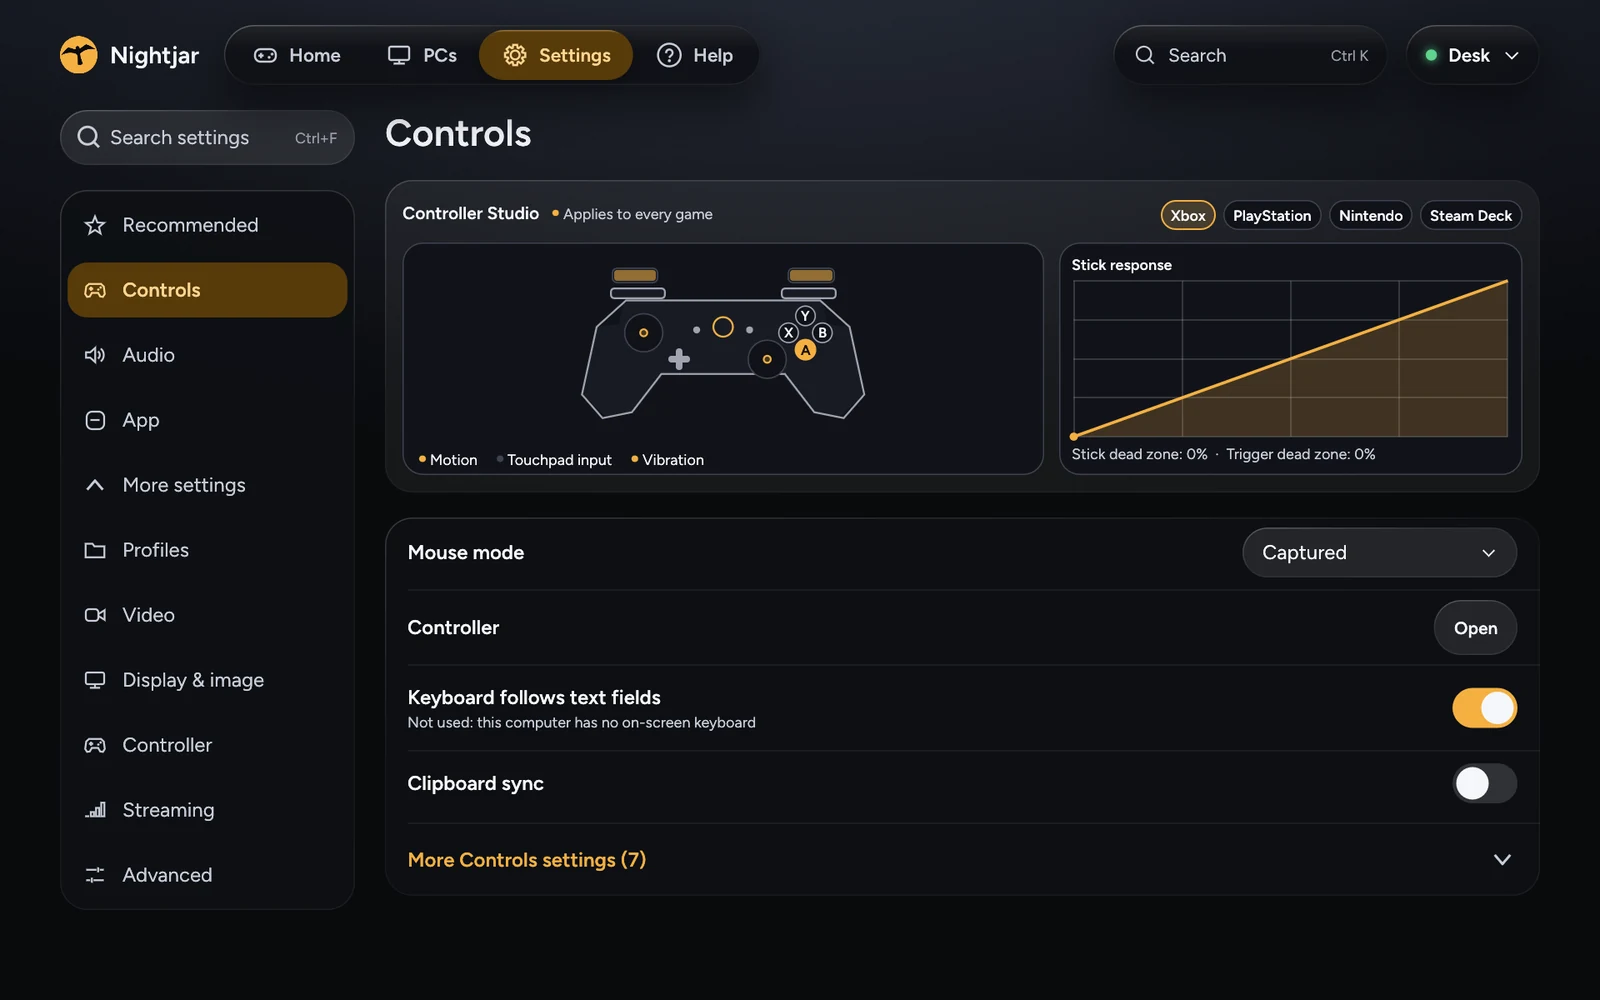 Nightjar
Home
PCs
Settings
Help
Search
Ctrl K
Desk
Search settings
Ctrl+F
Recommended
Controls
Audio
App
More settings
Profiles
Video
Display & image
Controller
Streaming
Advanced
Controls
Controller Studio
Applies to every game
Xbox
PlayStation
Nintendo
Steam Deck
Y
X
B
A
Motion
Touchpad input
Vibration
Stick response
Stick dead zone: 0% · Trigger dead zone: 0%
Mouse mode
Captured
Controller
Open
Keyboard follows text fields
Not used: this computer has no on-screen keyboard
Clipboard sync
More Controls settings (7)